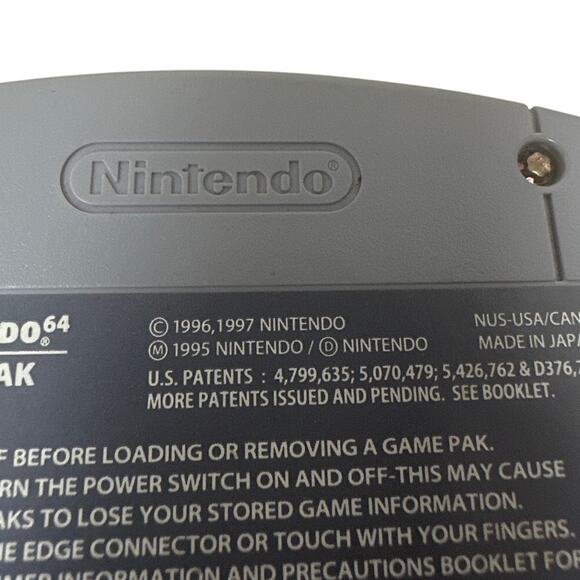 Nintendo®
NDO64®
© 1996,1997 NINTENDO
NUS-USA/CAN
Ⓜ 1995 NINTENDO / Ⓓ NINTENDO
MADE IN JAPA
AK
U.S. PATENTS : 4,799,635; 5,070,479; 5,426,762 & D376,7
MORE PATENTS ISSUED AND PENDING. SEE BOOKLET.
F BEFORE LOADING OR REMOVING A GAME PAK.
RN THE POWER SWITCH ON AND OFF-THIS MAY CAUSE
AKS TO LOSE YOUR STORED GAME INFORMATION.
HE EDGE CONNECTOR OR TOUCH WITH YOUR FINGERS.
MER INFORMATION AND PRECAUTIONS BOOKLET FOR